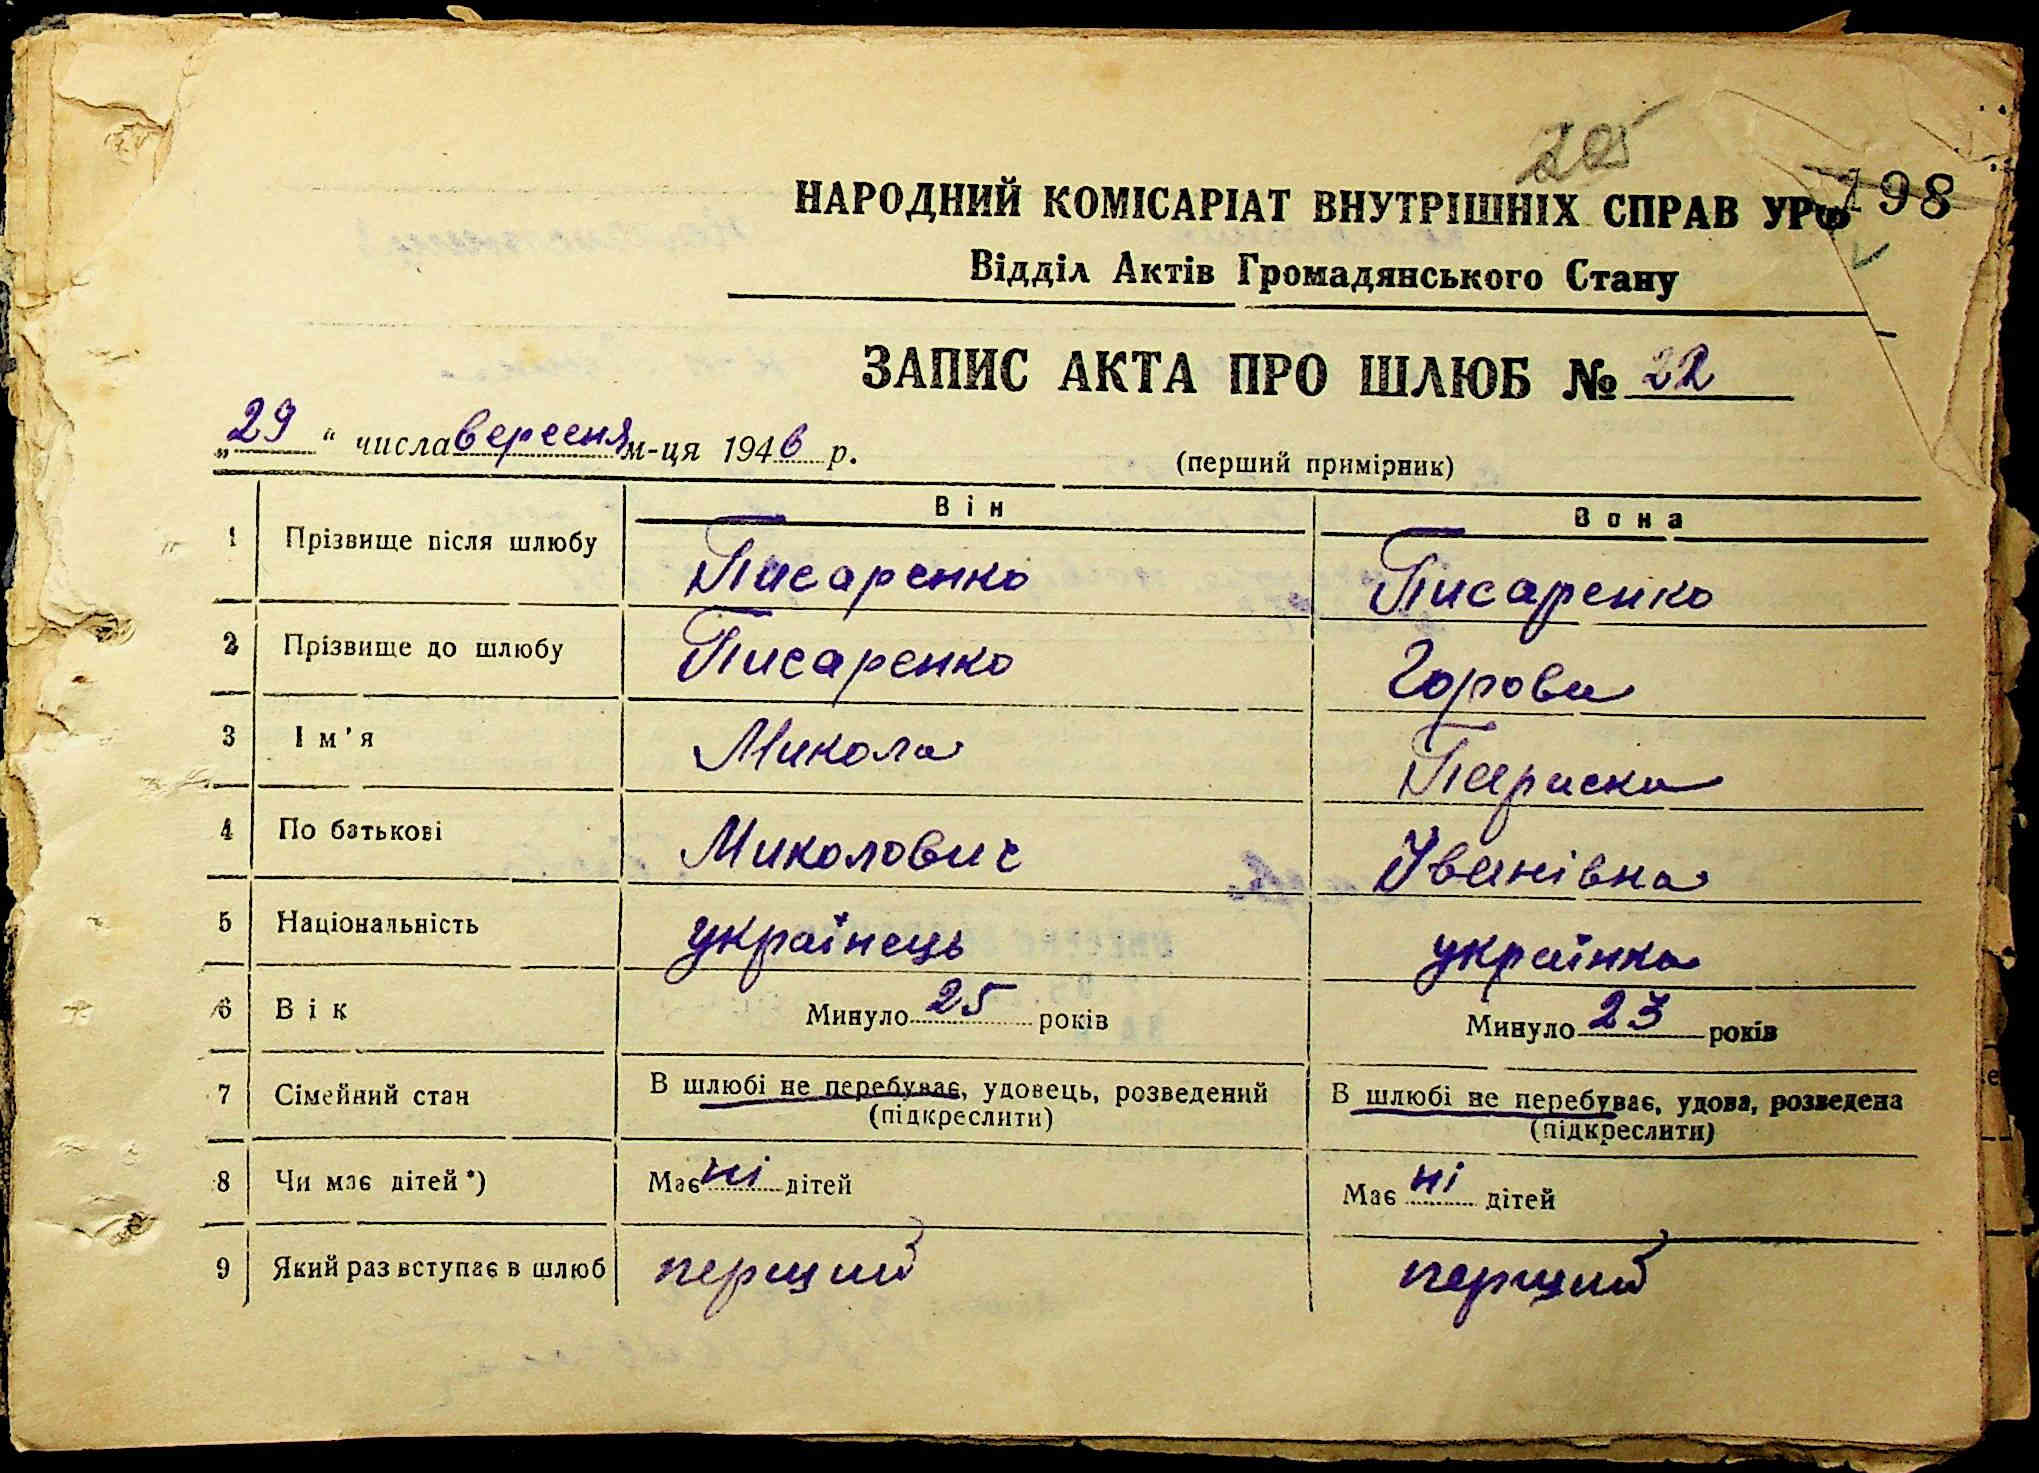 205
198
НАРОДНИЙ КОМІСАРІАТ ВНУТРІШНІХ СПРАВ УРСР
Відділ Актів Громадянського Стану
ЗАПИС АКТА ПРО ШЛЮБ № 22
„29“ числа вересня м-ця 1946 р.
(перший примірник)
Він Вона
1 Прізвище після шлюбу Писаренко Писаренко
2 Прізвище до шлюбу Писаренко Горова
3 Ім'я Микола Параска
4 По батькові Миколович Іванівна
5 Національність українець українка
6 Вік Минуло 25 років Минуло 23 років
7 Сімейний стан В шлюбі не перебуває, удовець, розведений В шлюбі не перебуває, удова, розведена
(підкреслити) (підкреслити)
8 Чи має дітей*) Має ні дітей Має ні дітей
9 Який раз вступає в шлюб перший перший